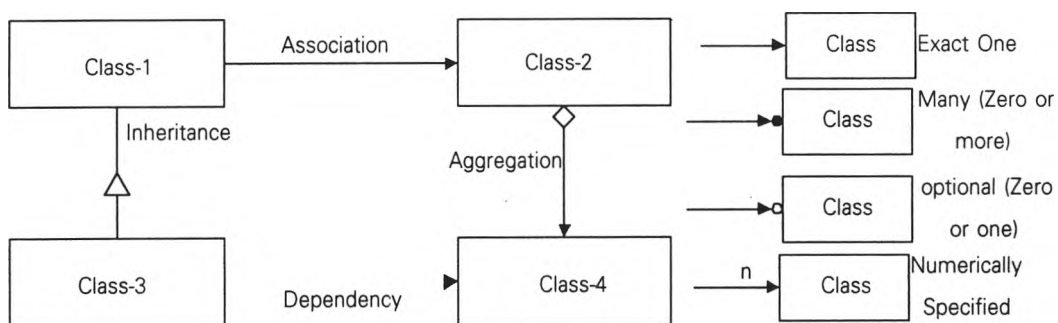 Association
Class-1
Class-2
Inheritance
Aggregation
Class-3
Dependency
Class-4
Class
Exact One
Class
Many (Zero or
more)
Class
optional (Zero
or one)
n
Class
Numerically
Specified